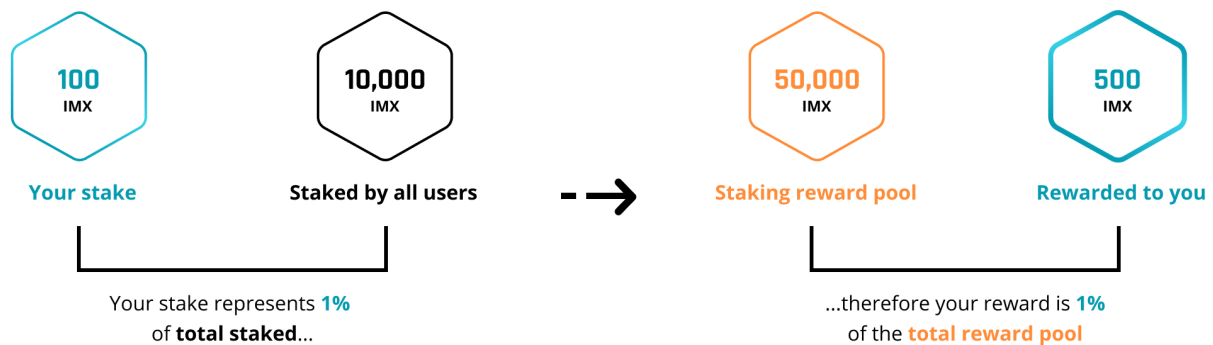 100
IMX
Your stake
10,000
IMX
Staked by all users
Your stake represents 1%
of total staked...
50,000
IMX
Staking reward pool
500
IMX
Rewarded to you
...therefore your reward is 1%
of the total reward pool